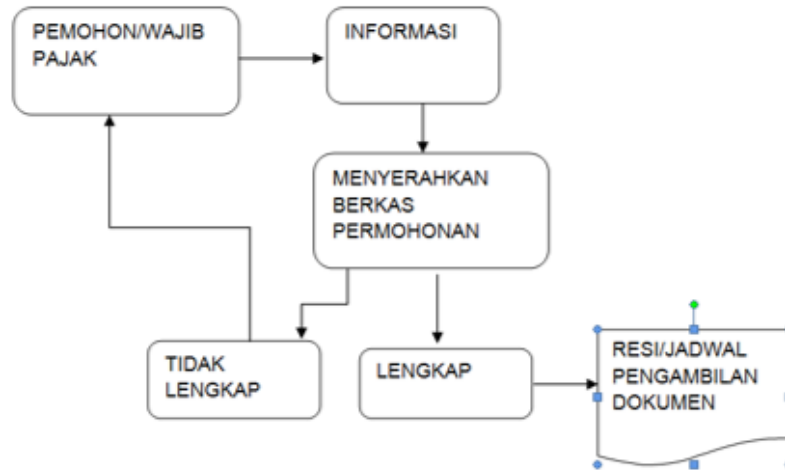 PEMOHON/WAJIB
PAJAK
INFORMASI
MENYERAHKAN
BERKAS
PERMOHONAN
TIDAK
LENGKAP
LENGKAP
RESI/JADWAL
PENGAMBILAN
DOKUMEN